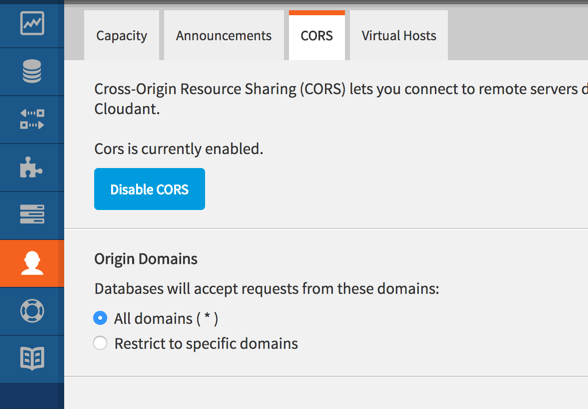 Capacity
Announcements
CORS
Virtual Hosts
Cross-Origin Resource Sharing (CORS) lets you connect to remote servers
Cloudant.
Cors is currently enabled.
Disable CORS
Origin Domains
Databases will accept requests from these domains:
All domains ( * )
Restrict to specific domains